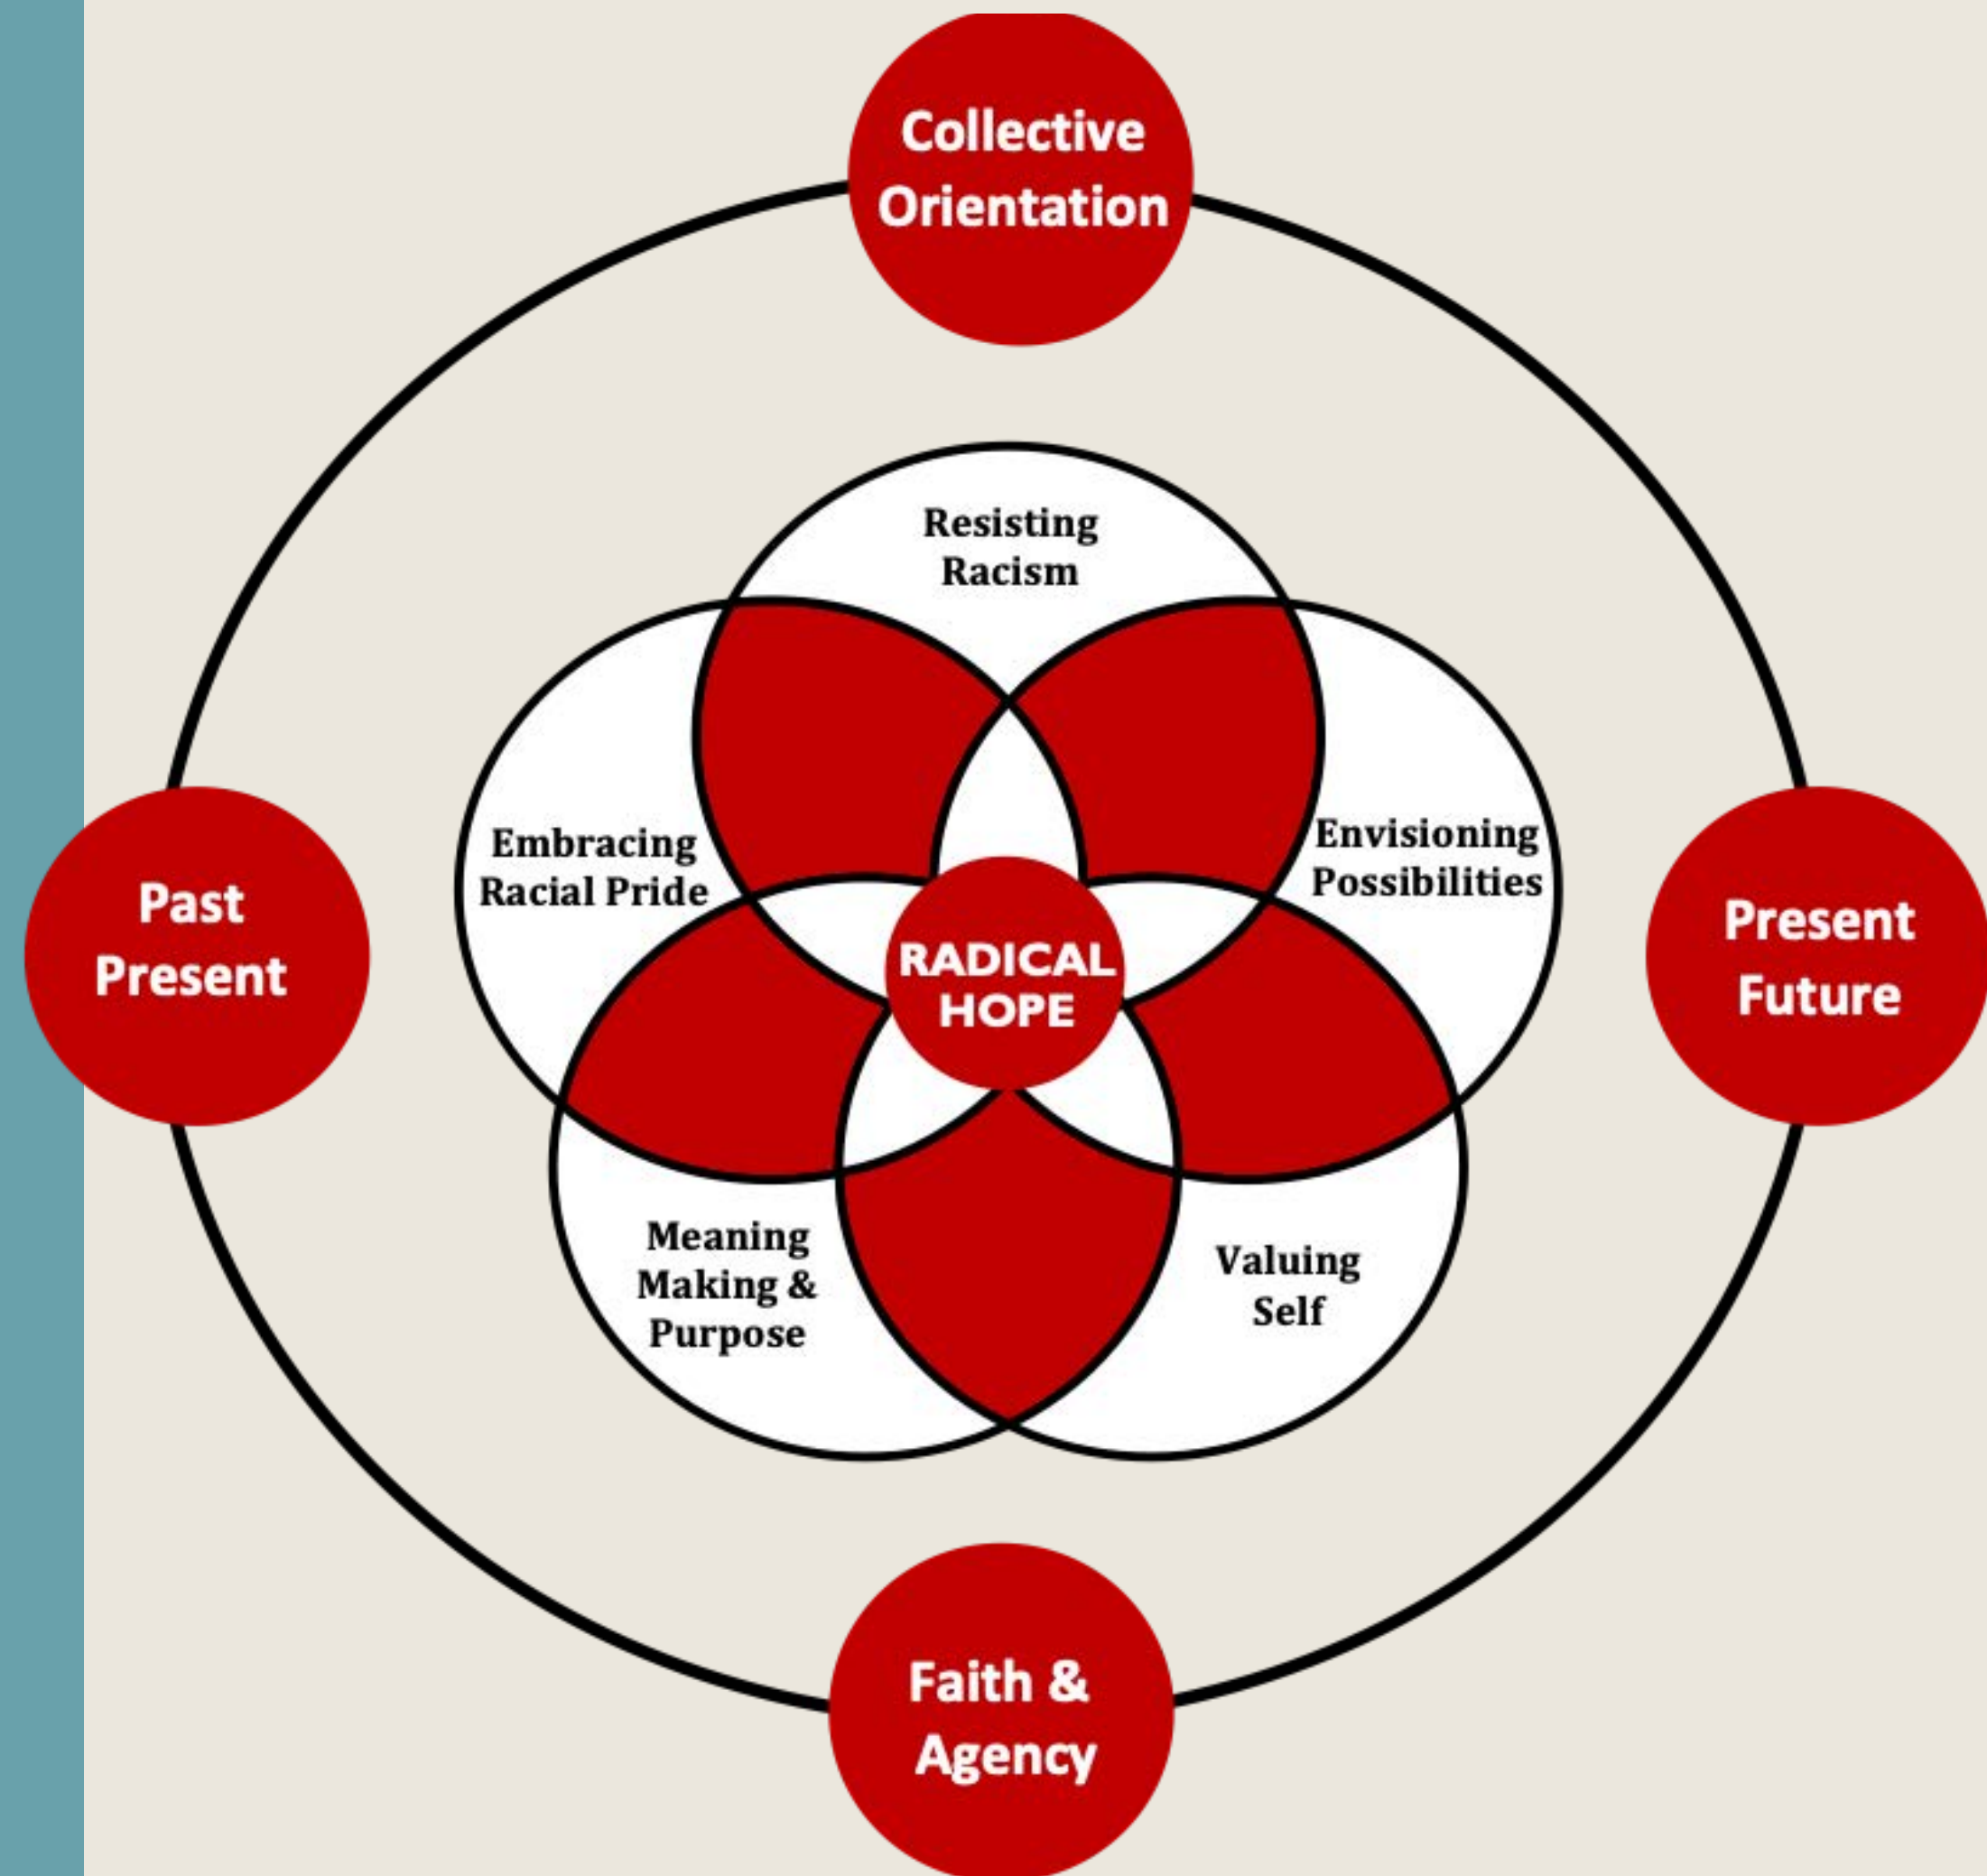 Collective
Orientation
Resisting
Racism
Embracing
Racial Pride
Envisioning
Possibilities
Past
Present
RADICAL
HOPE
Present
Future
Meaning
Making &
Purpose
Valuing
Self
Faith &
Agency